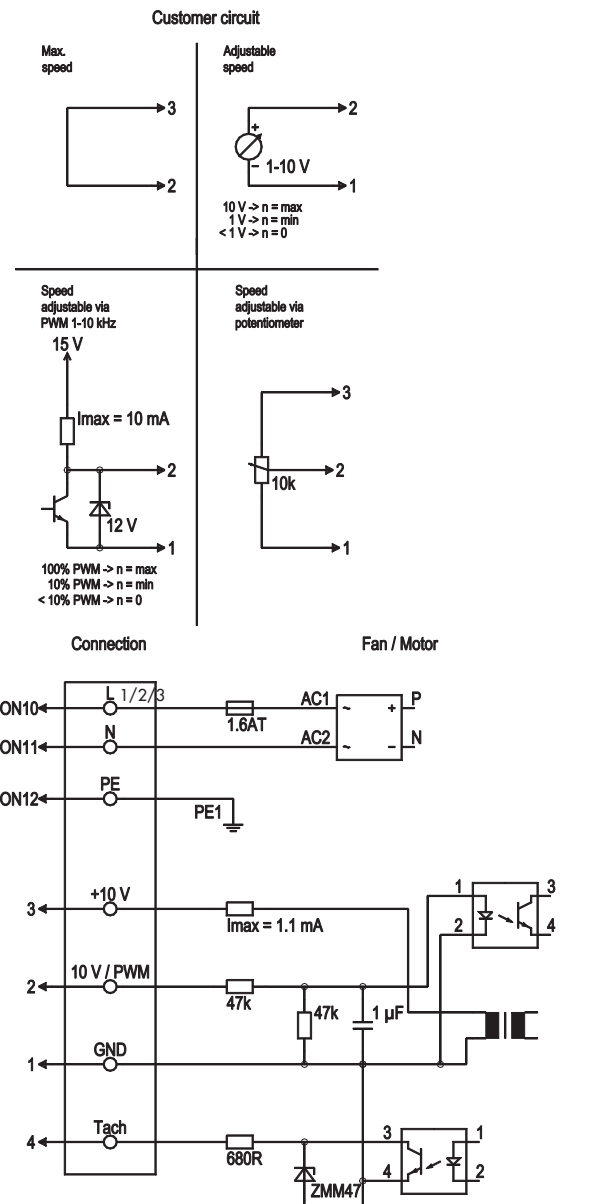 Customer circuit
Max.
speed
3
2
Adjustable
speed
2
+
1-10 V
–
1
10 V -> n = max
1 V -> n = min
< 1 V -> n = 0
Speed
adjustable via
PWM 1-10 kHz
15 V
Imax = 10 mA
2
12 V
1
100% PWM -> n = max
10% PWM -> n = min
< 10% PWM -> n = 0
Speed
adjustable via
potentiometer
3
2
10k
1
Connection
Fan / Motor
L 1/2/3
ON10
1.6AT
AC1
~ + P
N
ON11
AC2
~ – N
PE
ON12
PE1
+10 V
3
Imax = 1.1 mA
1 3
2 4
10 V / PWM
2
47k
47k
1 µF
GND
1
Tach
4
680R
ZMM47
3 1
4 2